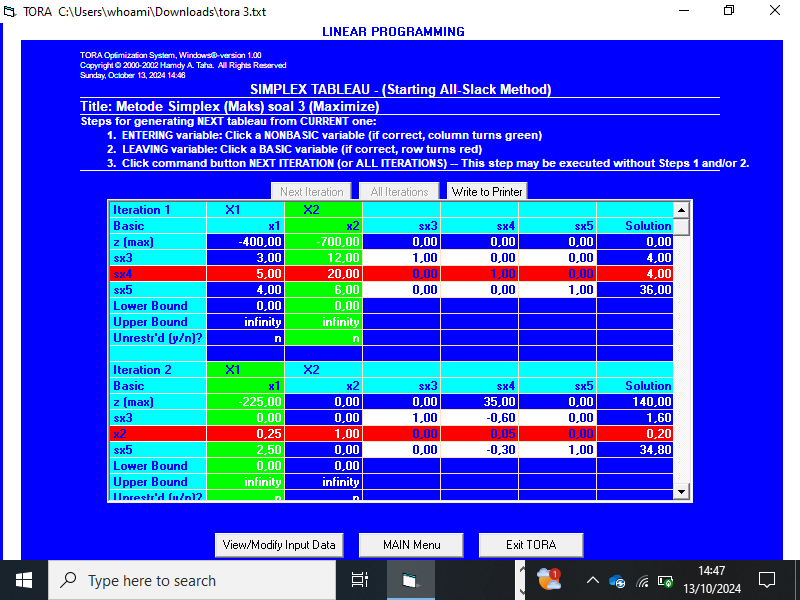 TORA C:\Users\whoami\Downloads\tora 3.txt
LINEAR PROGRAMMING
TORA Optimization System, Windows®-version 1.00
Copyright © 2000-2002 Hamdy A. Taha. All Rights Reserved
Sunday, October 13, 2024 14:46
SIMPLEX TABLEAU - (Starting All-Slack Method)
Title: Metode Simplex (Maks) soal 3 (Maximize)
Steps for generating NEXT tableau from CURRENT one:
1. ENTERING variable: Click a NONBASIC variable (if correct, column turns green)
2. LEAVING variable: Click a BASIC variable (if correct, row turns red)
3. Click command button NEXT ITERATION (or ALL ITERATIONS) -- This step may be executed without Steps 1 and/or 2.
Next Iteration All Iterations Write to Printer
Iteration 1 X1 X2
Basic x1 x2 sx3 sx4 sx5 Solution
z (max) -400,00 -700,00 0,00 0,00 0,00 0,00
sx3 3,00 12,00 1,00 0,00 0,00 4,00
sx4 5,00 20,00 0,00 1,00 0,00 4,00
sx5 4,00 6,00 0,00 0,00 1,00 36,00
Lower Bound 0,00 0,00
Upper Bound infinity infinity
Unrestr'd (y/n)? n n
Iteration 2 X1 X2
Basic x1 x2 sx3 sx4 sx5 Solution
z (max) -225,00 0,00 0,00 35,00 0,00 140,00
sx3 0,00 0,00 1,00 -0,60 0,00 1,60
x2 0,25 1,00 0,00 0,05 0,00 0,20
sx5 2,50 0,00 0,00 -0,30 1,00 34,80
Lower Bound 0,00 0,00
Upper Bound infinity infinity
Unrestr'd (y/n)? n n
View/Modify Input Data MAIN Menu Exit TORA
Type here to search
1
14:47
13/10/2024